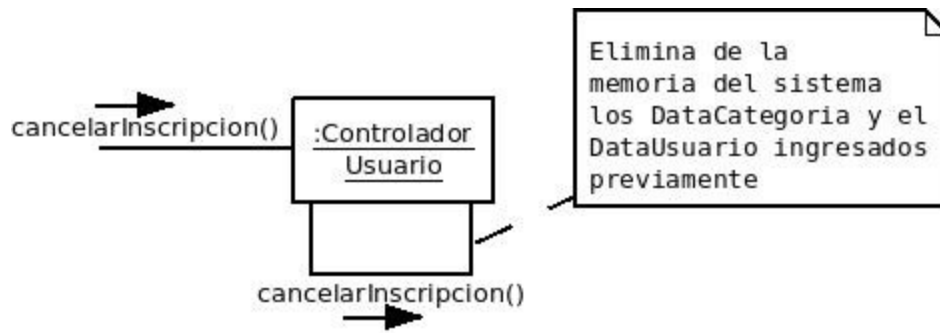 cancelarInscripcion()
:Controlador
Usuario
cancelarInscripcion()
Elimina de la
memoria del sistema
los DataCategoria y el
DataUsuario ingresados
previamente